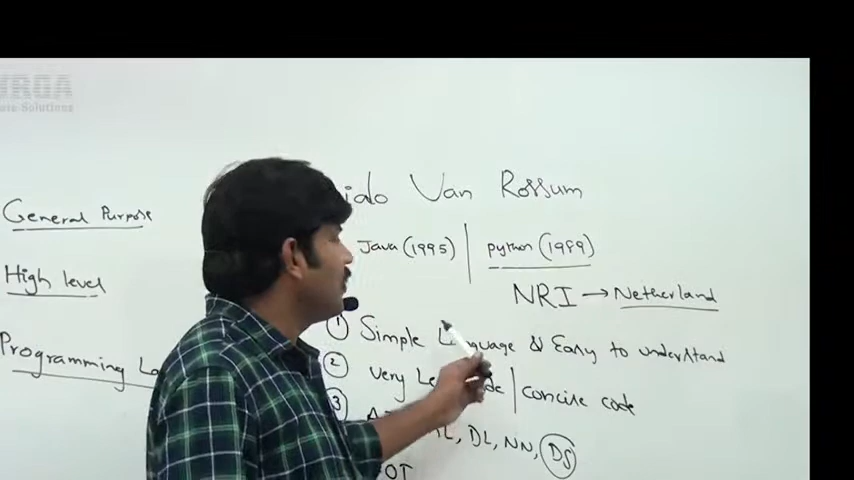 General Purpose
High level
Programming
Van Rossum
Java (1995) | python (1989)
NRI → Netherland
① Simple Language & Easy to understand
② very | concise code
③
DL, NN, DS